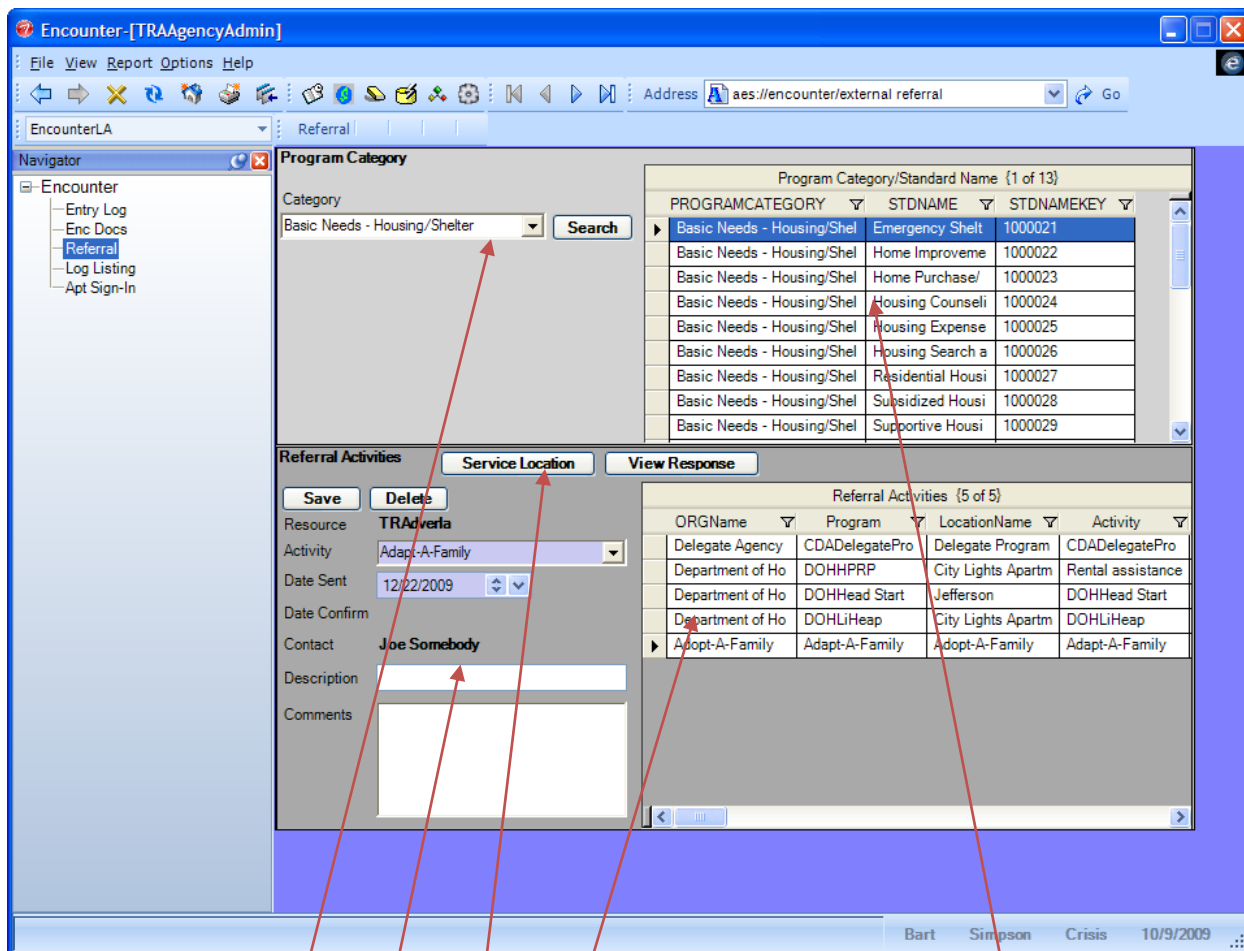 Encounter-[TRAAgencyAdmin]
File View Report Options Help
Address aes://encounter/external referral Go
EncounterLA Referral
Navigator
Encounter
Entry Log
Enc Docs
Referral
Log Listing
Apt Sign-In
Program Category
Category
Basic Needs - Housing/Shelter Search
Program Category/Standard Name {1 of 13}
PROGRAMCATEGORY STDNAME STDNAMEKEY
Basic Needs - Housing/Shel Emergency Shelt 1000021
Basic Needs - Housing/Shel Home Improveme 1000022
Basic Needs - Housing/Shel Home Purchase/ 1000023
Basic Needs - Housing/Shel Housing Counseli 1000024
Basic Needs - Housing/Shel Housing Expense 1000025
Basic Needs - Housing/Shel Housing Search a 1000026
Basic Needs - Housing/Shel Residential Housi 1000027
Basic Needs - Housing/Shel Subsidized Housi 1000028
Basic Needs - Housing/Shel Supportive Housi 1000029
Referral Activities Service Location View Response
Save Delete
Resource TRAdverla
Activity Adapt-A-Family
Date Sent 12/22/2009
Date Confirm
Contact Joe Somebody
Description
Comments
Referral Activities {5 of 5}
ORGName Program LocationName Activity
Delegate Agency CDADelegatePro Delegate Program CDADelegatePro
Department of Ho DOHHPRP City Lights Apartm Rental assistance
Department of Ho DOHHead Start Jefferson DOHHead Start
Department of Ho DOHLiHeap City Lights Apartm DOHLiHeap
Adopt-A-Family Adapt-A-Family Adopt-A-Family Adapt-A-Family
Bart Simpson Crisis 10/9/2009